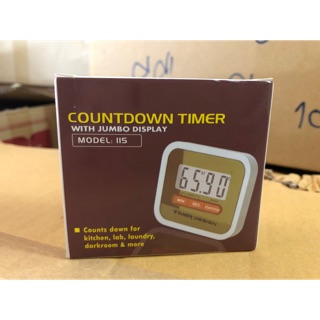 COUNTDOWN TIMER
WITH JUMBO DISPLAY
MODEL: 115
65 90
Counts down for
kitchen, lab, laundry,
darkroom & more